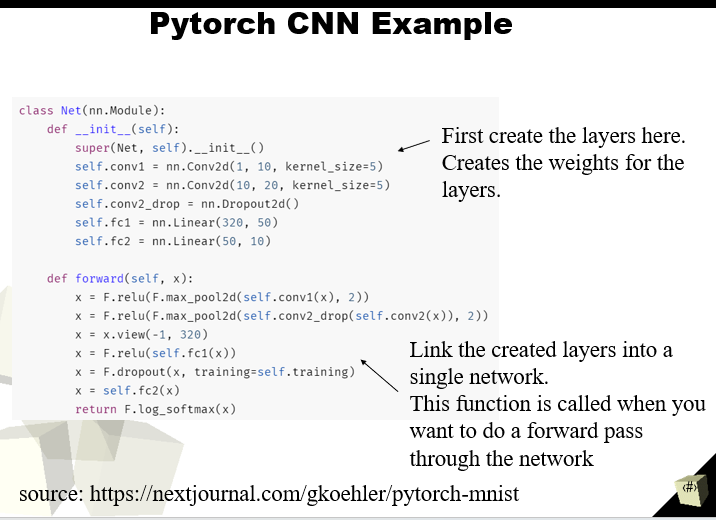 Pytorch CNN Example
class Net(nn.Module):
    def __init__(self):
        super(Net, self).__init__()
        self.conv1 = nn.Conv2d(1, 10, kernel_size=5)
        self.conv2 = nn.Conv2d(10, 20, kernel_size=5)
        self.conv2_drop = nn.Dropout2d()
        self.fc1 = nn.Linear(320, 50)
        self.fc2 = nn.Linear(50, 10)
    def forward(self, x):
        x = F.relu(F.max_pool2d(self.conv1(x), 2))
        x = F.relu(F.max_pool2d(self.conv2_drop(self.conv2(x)), 2))
        x = x.view(-1, 320)
        x = F.relu(self.fc1(x))
        x = F.dropout(x, training=self.training)
        x = self.fc2(x)
        return F.log_softmax(x)
First create the layers here.
Creates the weights for the
layers.
Link the created layers into a
single network.
This function is called when you
want to do a forward pass
through the network
source: https://nextjournal.com/gkoehler/pytorch-mnist
‹#›